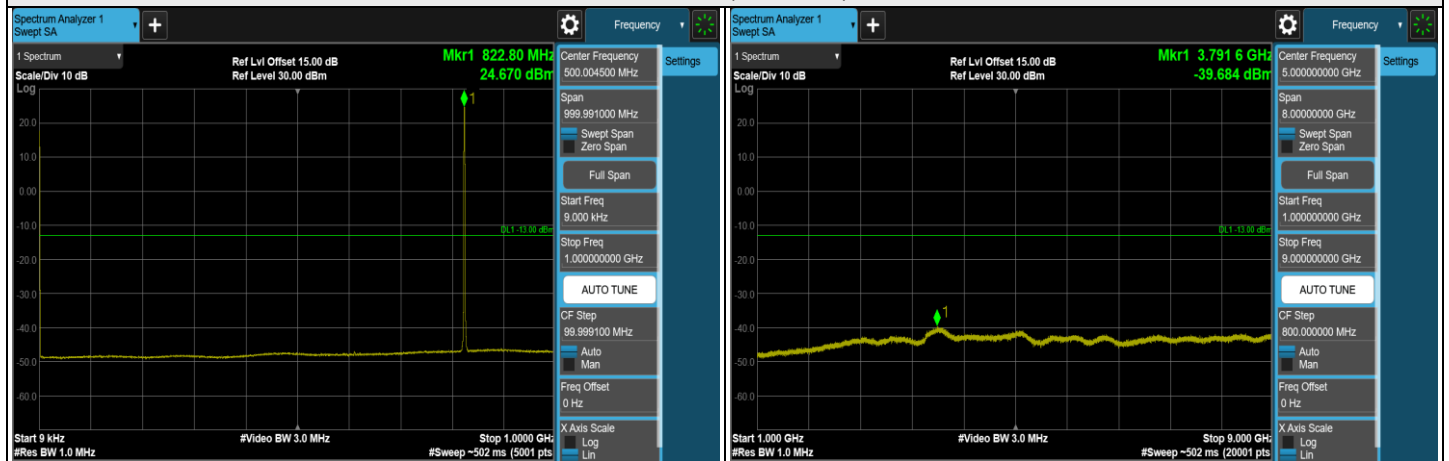 Spectrum Analyzer 1
Swept SA
+
Frequency
1 Spectrum
Scale/Div 10 dB
Log
Ref Lvl Offset 15.00 dB
Ref Level 30.00 dBm
Mkr1 822.80 MHz
24.670 dBm
1
20.0
10.0
0.00
-10.0
-20.0
-30.0
-40.0
-50.0
-60.0
DL1 -13.00 dBm
Start 9 kHz
#Res BW 1.0 MHz
#Video BW 3.0 MHz
Stop 1.0000 GHz
#Sweep ~502 ms (5001 pts
Center Frequency
500.004500 MHz
Settings
Span
999.991000 MHz
Swept Span
Zero Span
Full Span
Start Freq
9.000 kHz
Stop Freq
1.000000000 GHz
AUTO TUNE
CF Step
99.999100 MHz
Auto
Man
Freq Offset
0 Hz
X Axis Scale
Log
Lin
Spectrum Analyzer 1
Swept SA
+
Frequency
1 Spectrum
Scale/Div 10 dB
Log
Ref Lvl Offset 15.00 dB
Ref Level 30.00 dBm
Mkr1 3.791 6 GHz
-39.684 dBm
1
20.0
10.0
0.00
-10.0
-20.0
-30.0
-40.0
-50.0
-60.0
DL1 -13.00 dBm
Start 1.000 GHz
#Res BW 1.0 MHz
#Video BW 3.0 MHz
Stop 9.000 GHz
#Sweep ~502 ms (20001 pts
Center Frequency
5.000000000 GHz
Settings
Span
8.00000000 GHz
Swept Span
Zero Span
Full Span
Start Freq
1.000000000 GHz
Stop Freq
9.000000000 GHz
AUTO TUNE
CF Step
800.000000 MHz
Auto
Man
Freq Offset
0 Hz
X Axis Scale
Log
Lin